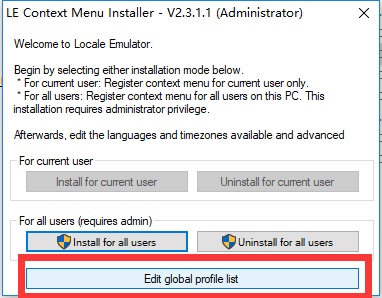 LE Context Menu Installer - V2.3.1.1 (Administrator)
Welcome to Locale Emulator.
Begin by selecting either installation mode below.
* For current user: Register context menu for current user only.
* For all users: Register context menu for all users on this PC. This
installation requires administrator privilege.
Afterwards, edit the languages and timezones available and advanced
For current user
Install for current user
Uninstall for current user
For all users (requires admin)
Install for all users
Uninstall for all users
Edit global profile list